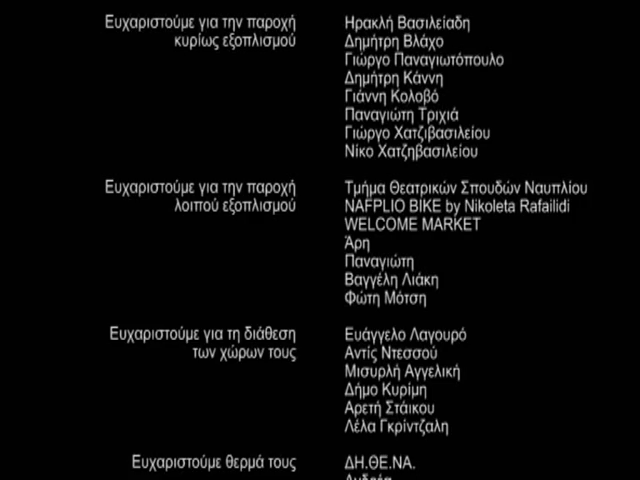 Ευχαριστούμε για την παροχή
κυρίως εξοπλισμού
Ηρακλή Βασιλείαδη
Δημήτρη Βλάχο
Γιώργο Παναγιωτόπουλο
Δημήτρη Κάννη
Γιάννη Κολοβό
Παναγιώτη Τριχιά
Γιώργο Χατζιβασιλείου
Νίκο Χατζηβασιλείου
Ευχαριστούμε για την παροχή
λοιπού εξοπλισμού
Τμήμα Θεατρικών Σπουδών Ναυπλίου
NAFPLIO BIKE by Nikoleta Rafailidi
WELCOME MARKET
Άρη
Παναγιώτη
Βαγγέλη Λιάκη
Φώτη Μότση
Ευχαριστούμε για τη διάθεση
των χώρων τους
Ευάγγελο Λαγουρό
Αντίς Ντεσσού
Μισυρλή Αγγελική
Δήμο Κυρίμη
Αρετή Στάικου
Λέλα Γκρίντζαλη
Ευχαριστούμε θερμά τους
ΔΗ.ΘΕ.ΝΑ.